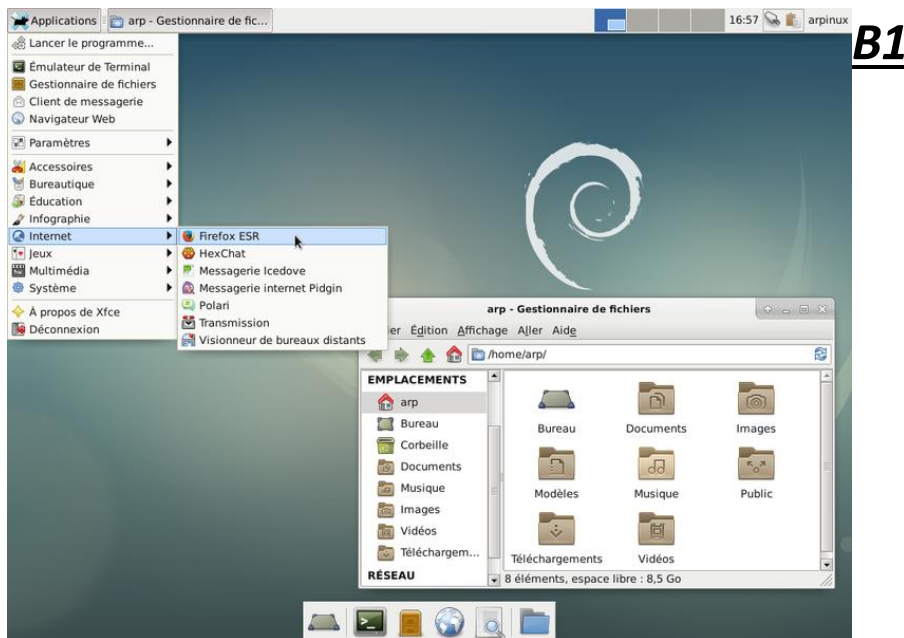 Applications arp - Gestionnaire de fic... 16:57 arpinux
B1
Lancer le programme...
Émulateur de Terminal
Gestionnaire de fichiers
Client de messagerie
Navigateur Web
Paramètres
Accessoires
Bureautique
Éducation
Infographie
Internet
Jeux
Multimédia
Système
À propos de Xfce
Déconnexion
Firefox ESR
HexChat
Messagerie Icedove
Messagerie internet Pidgin
Polari
Transmission
Visionneur de bureaux distants
arp - Gestionnaire de fichiers
Édition Affichage Aller Aide
/home/arp/
EMPLACEMENTS
arp
Bureau
Corbeille
Documents
Musique
Images
Vidéos
Téléchargem...
RÉSEAU
Bureau Documents Images
Modèles Musique Public
Téléchargements Vidéos
8 éléments, espace libre : 8,5 Go